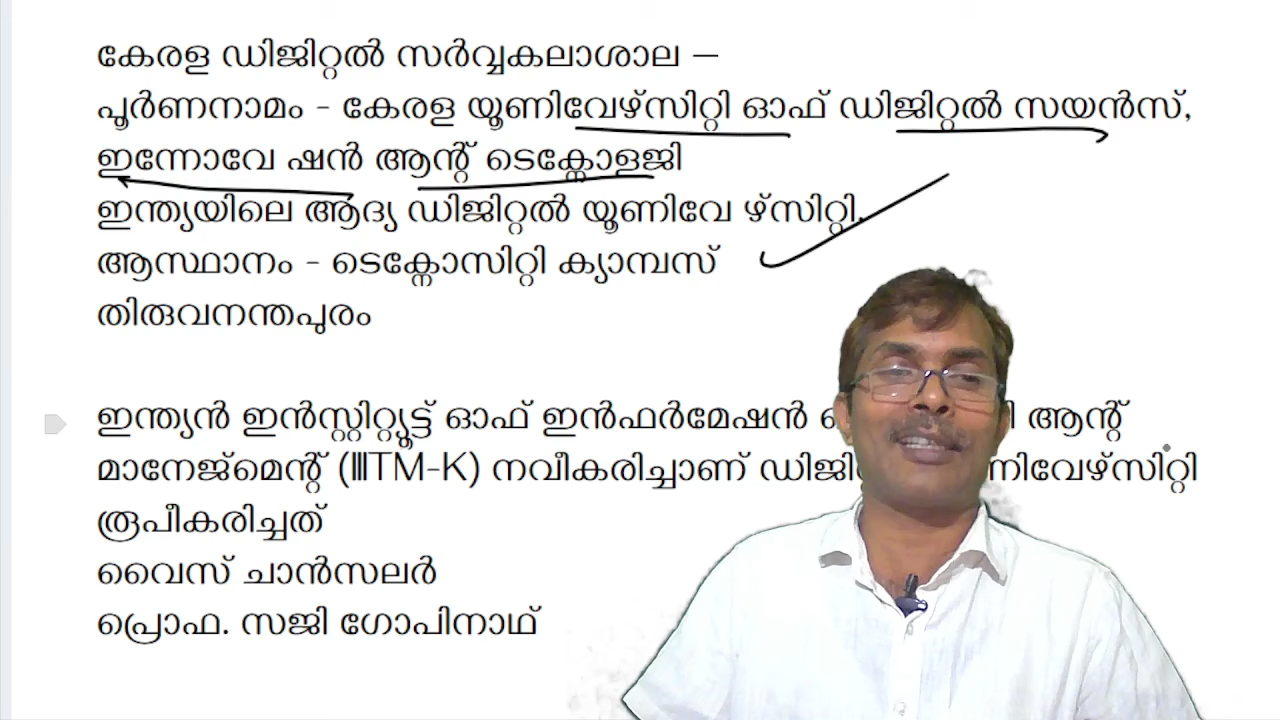 കേരള ഡിജിറ്റൽ സർവ്വകലാശാല –
പൂർണനാമം - കേരള യൂണിവേഴ്സിറ്റി ഓഫ് ഡിജിറ്റൽ സയൻസ്,
ഇന്നോവേ ഷൻ ആന്റ് ടെക്നോളജി
ഇന്ത്യയിലെ ആദ്യ ഡിജിറ്റൽ യൂണിവേ ഴ്സിറ്റി.
ആസ്ഥാനം - ടെക്നോസിറ്റി ക്യാമ്പസ്
തിരുവനന്തപുരം
ഇന്ത്യൻ ഇൻസ്റ്റിറ്റ്യൂട്ട് ഓഫ് ഇൻഫർമേഷൻ ആന്റ്
മാനേജ്മെന്റ് (IIITM-K) നവീകരിച്ചാണ്
രൂപീകരിച്ചത്
വൈസ് ചാൻസലർ
പ്രൊഫ. സജി ഗോപിനാഥ്